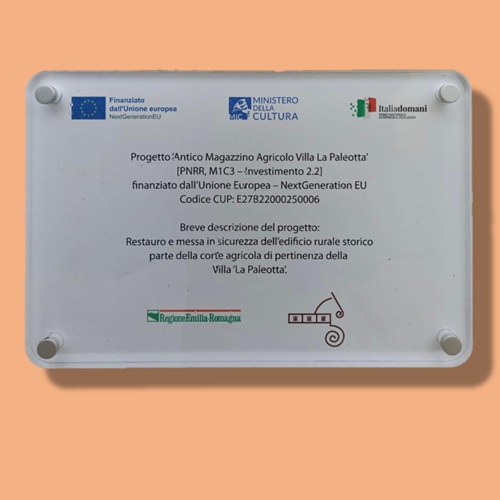 Finanziato
dall'Unione europea
NextGenerationEU
MINISTERO
DELLA
CULTURA
MiC
Italiadomani
Progetto 'Antico Magazzino Agricolo Villa La Paleotta'
[PNRR, M1C3 – Investimento 2.2]
finanziato dall'Unione Europea – NextGeneration EU
Codice CUP: E27B22000250006
Breve descrizione del progetto:
Restauro e messa in sicurezza dell'edificio rurale storico
parte della corte agricola di pertinenza della
Villa 'La Paleotta'.
RegioneEmilia-Romagna